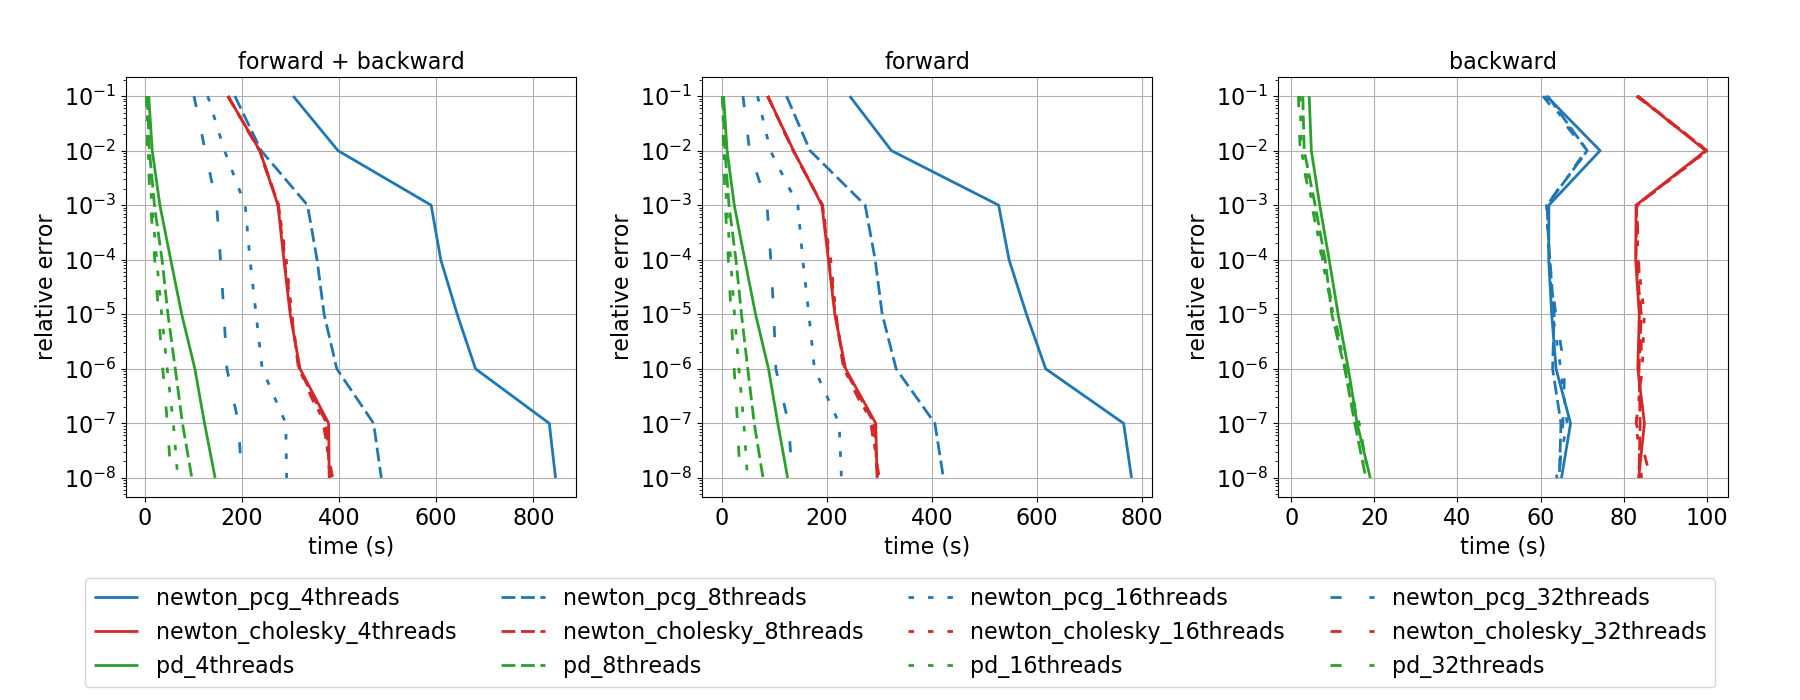 forward + backward
forward
backward
10⁻¹
10⁻²
10⁻³
10⁻⁴
10⁻⁵
10⁻⁶
10⁻⁷
10⁻⁸
relative error
0 200 400 600 800
time (s)
10⁻¹
10⁻²
10⁻³
10⁻⁴
10⁻⁵
10⁻⁶
10⁻⁷
10⁻⁸
relative error
0 200 400 600 800
time (s)
10⁻¹
10⁻²
10⁻³
10⁻⁴
10⁻⁵
10⁻⁶
10⁻⁷
10⁻⁸
relative error
0 20 40 60 80 100
time (s)
newton_pcg_4threads newton_pcg_8threads newton_pcg_16threads newton_pcg_32threads
newton_cholesky_4threads newton_cholesky_8threads newton_cholesky_16threads newton_cholesky_32threads
pd_4threads pd_8threads pd_16threads pd_32threads